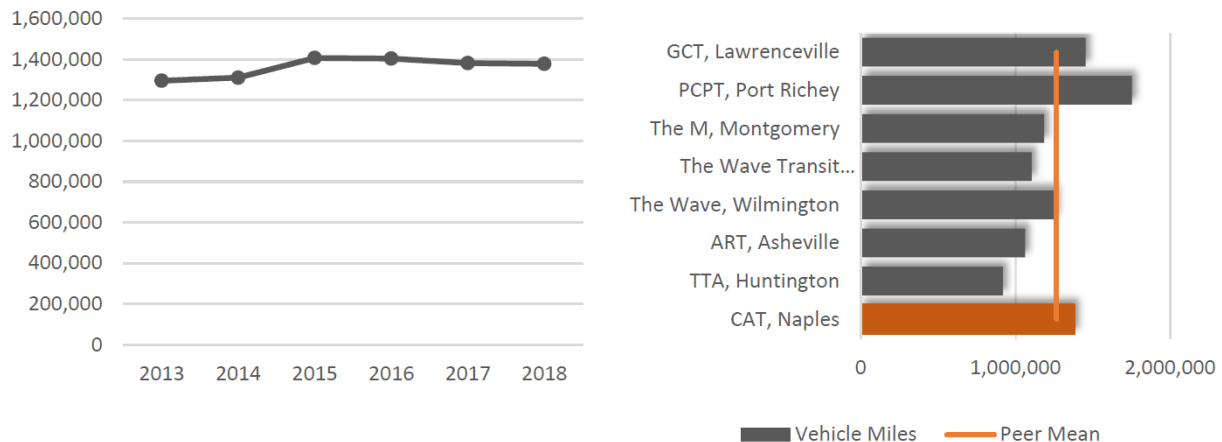 1,600,000
1,400,000
1,200,000
1,000,000
800,000
600,000
400,000
200,000
0
2013 2014 2015 2016 2017 2018
GCT, Lawrenceville
PCPT, Port Richey
The M, Montgomery
The Wave Transit...
The Wave, Wilmington
ART, Asheville
TTA, Huntington
CAT, Naples
0 1,000,000 2,000,000
Vehicle Miles Peer Mean